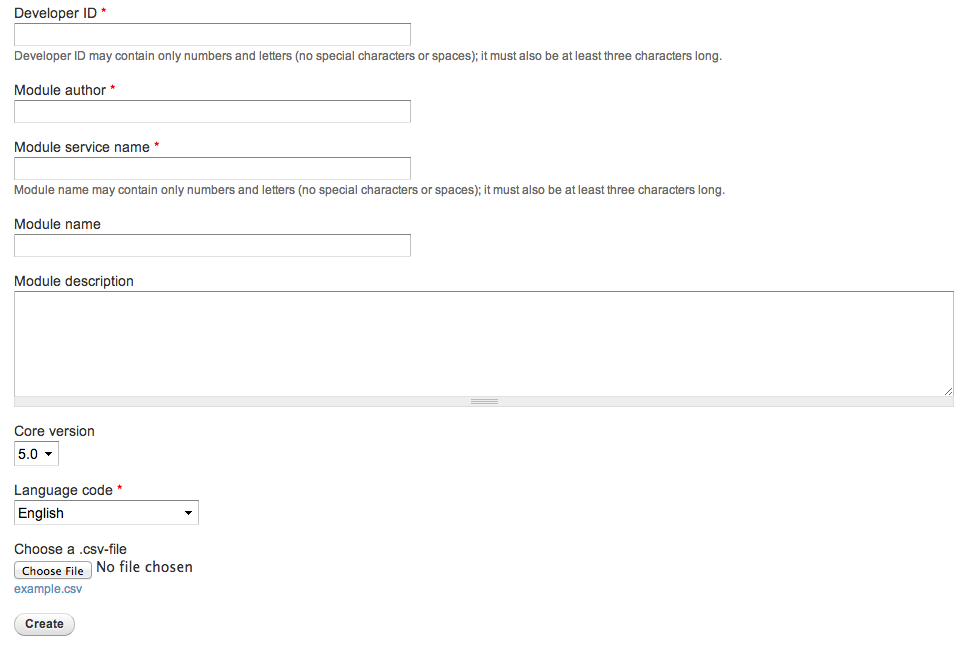 Developer ID *
Developer ID may contain only numbers and letters (no special characters or spaces); it must also be at least three characters long.
Module author *
Module service name *
Module name may contain only numbers and letters (no special characters or spaces); it must also be at least three characters long.
Module name
Module description
Core version
5.0
Language code *
English
Choose a .csv-file
Choose File No file chosen
example.csv
Create